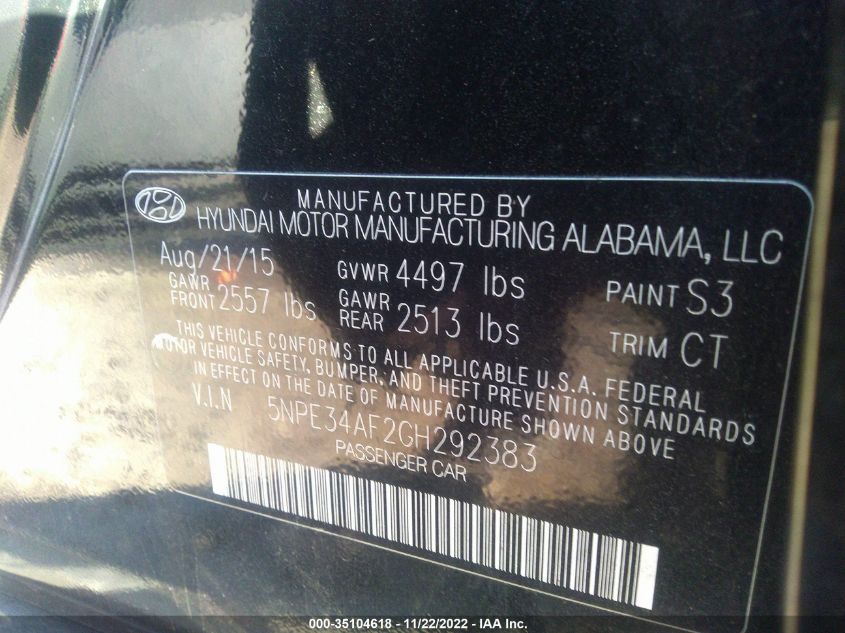 MANUFACTURED BY
HYUNDAI MOTOR MANUFACTURING ALABAMA, LLC
Aug/21/15 GVWR 4497 lbs PAINT S3
GAWR FRONT 2557 lbs GAWR REAR 2513 lbs TRIM CT
THIS VEHICLE CONFORMS TO ALL APPLICABLE U.S.A. FEDERAL
MOTOR VEHICLE SAFETY, BUMPER, AND THEFT PREVENTION STANDARDS
IN EFFECT ON THE DATE OF MANUFACTURE SHOWN ABOVE
V.I.N 5NPE34AF2GH292383
PASSENGER CAR
000-35104618 - 11/22/2022 - IAA Inc.